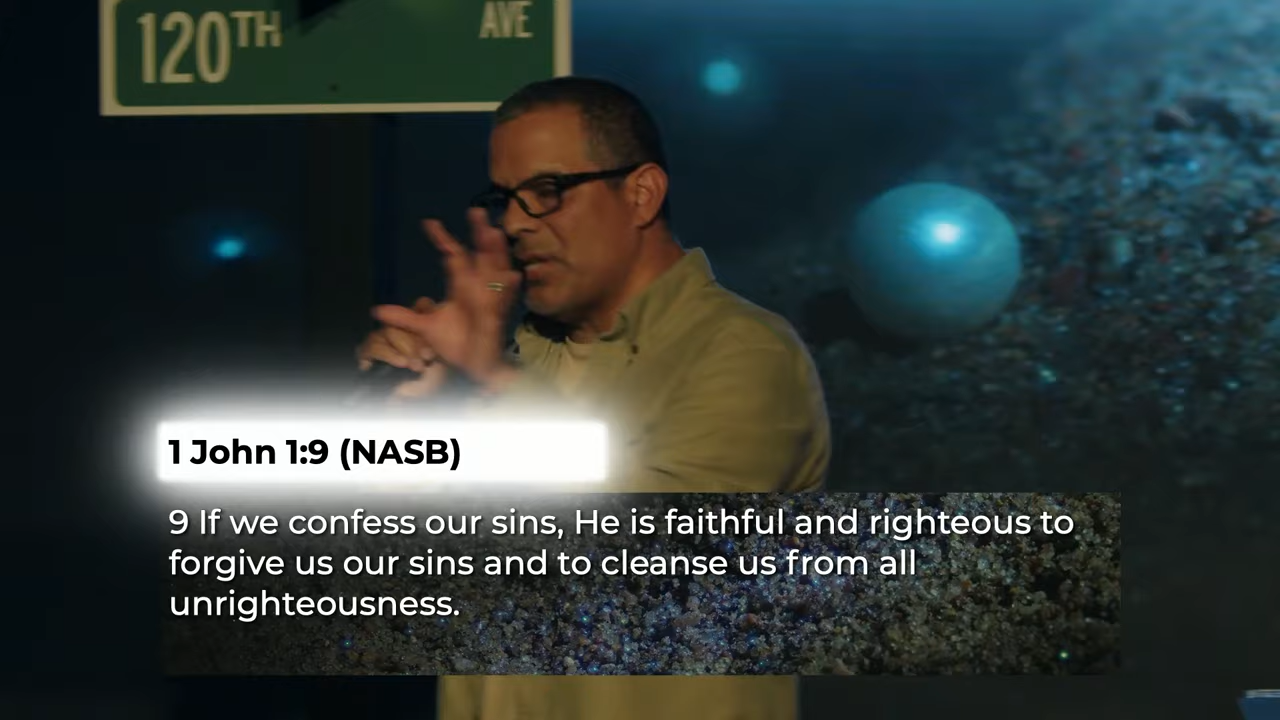 120TH AVE
1 John 1:9 (NASB)
9 If we confess our sins, He is faithful and righteous to
forgive us our sins and to cleanse us from all
unrighteousness.